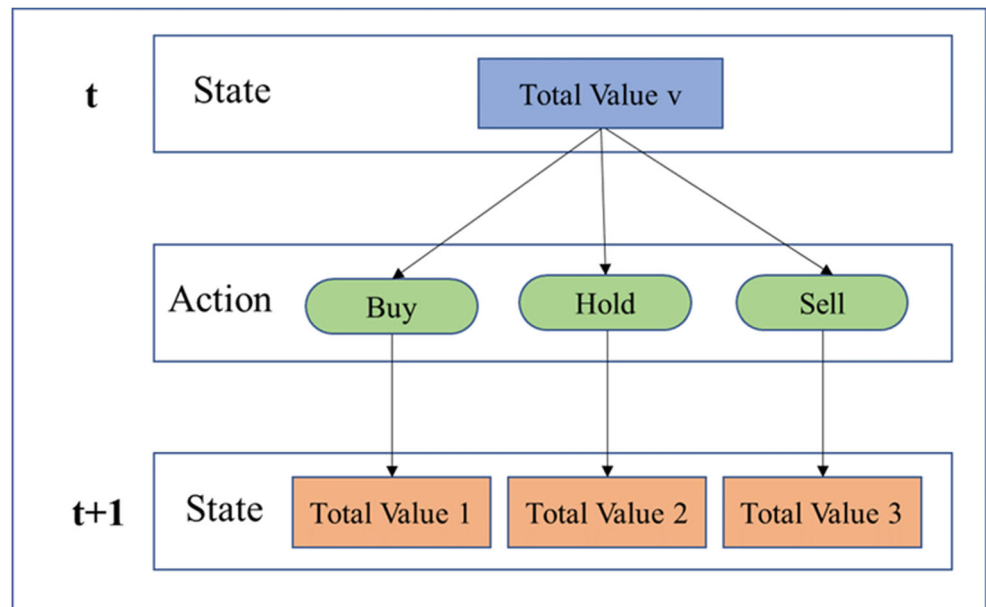 t
State
Total Value v
Action
Buy
Hold
Sell
t+1
State
Total Value 1
Total Value 2
Total Value 3